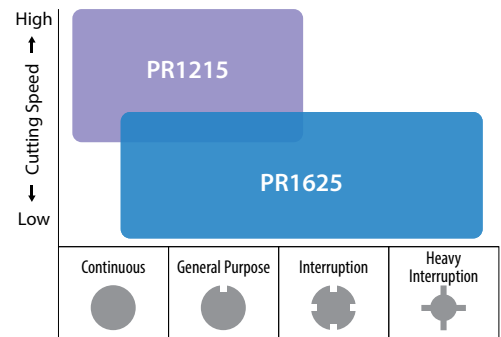 High
Cutting Speed
Low
PR1215
PR1625
Continuous
General Purpose
Interruption
Heavy
Interruption